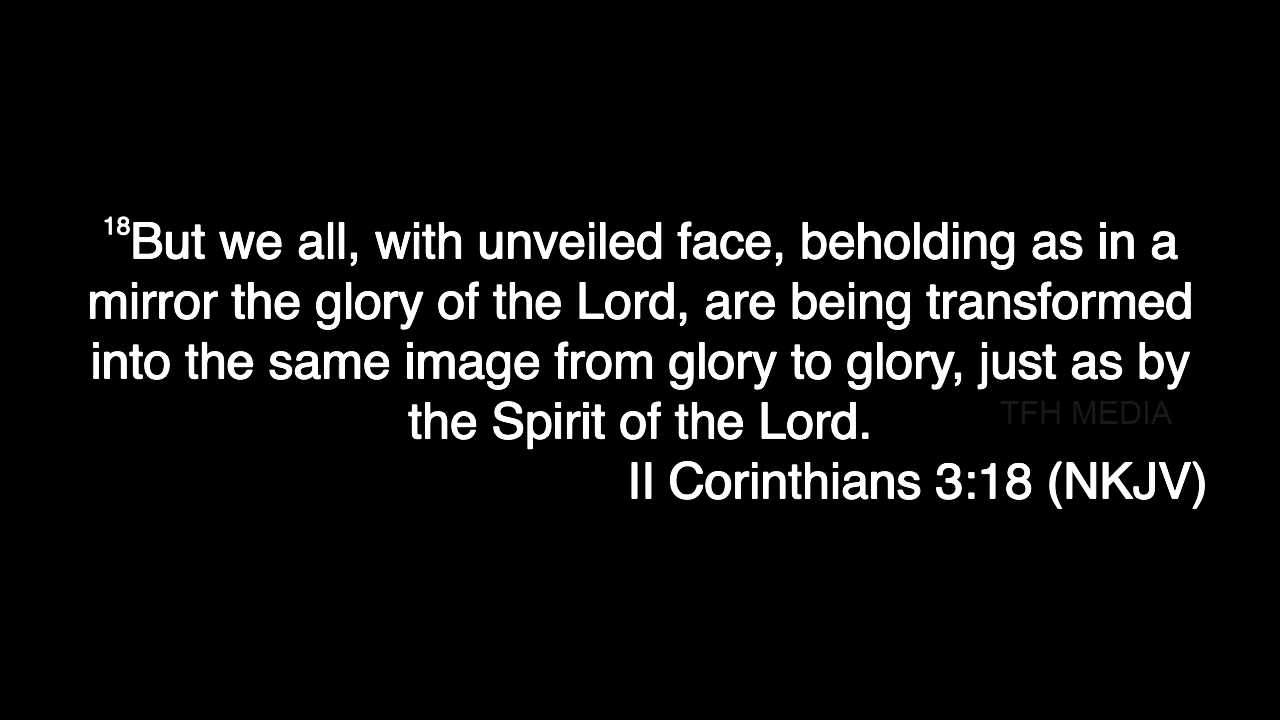 18But we all, with unveiled face, beholding as in a
mirror the glory of the Lord, are being transformed
into the same image from glory to glory, just as by
the Spirit of the Lord.
TFH MEDIA
II Corinthians 3:18 (NKJV)